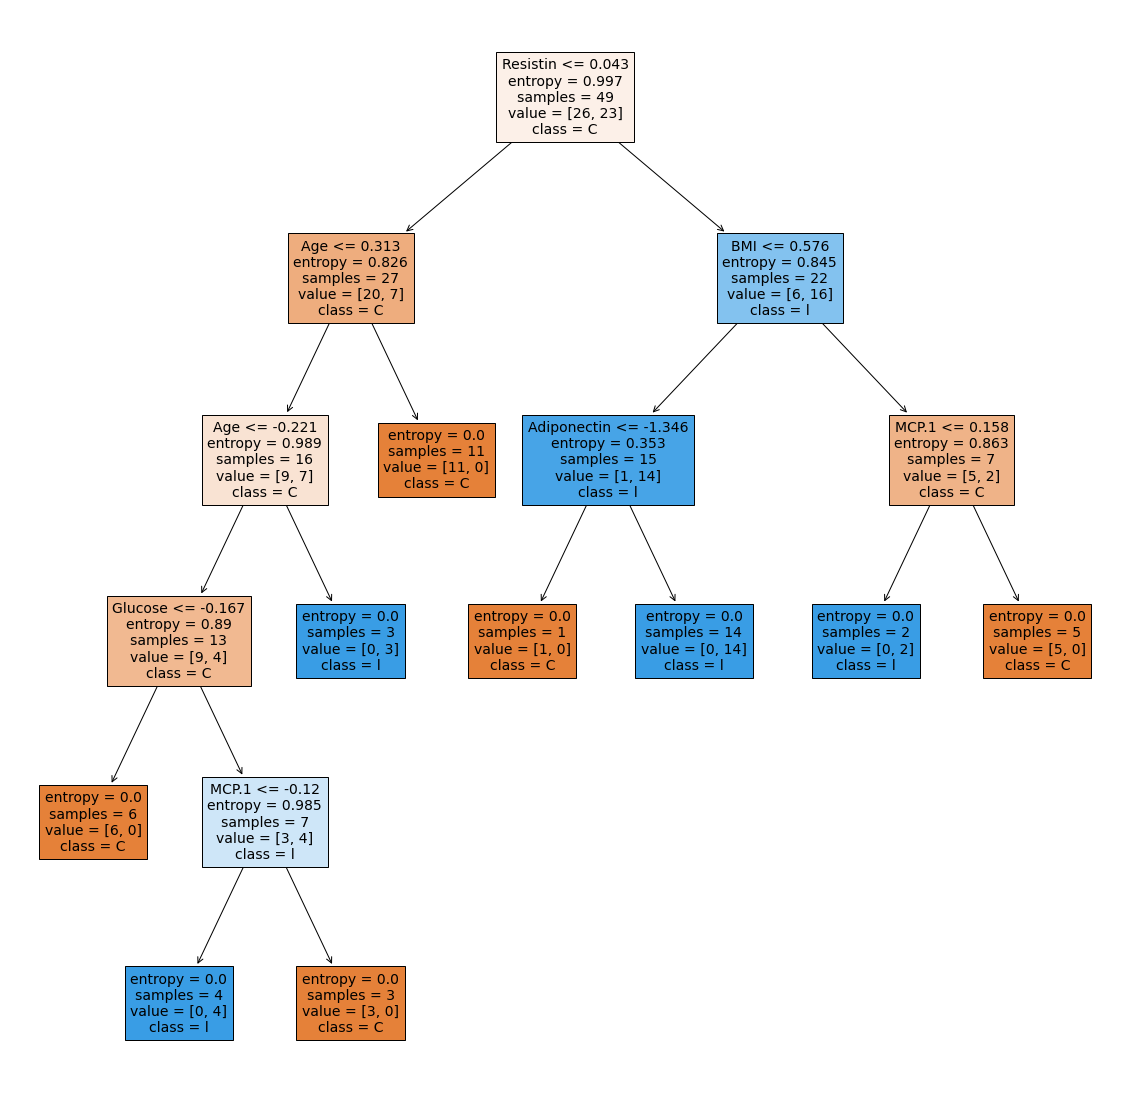 Resistin <= 0.043
entropy = 0.997
samples = 49
value = [26, 23]
class = C
Age <= 0.313
entropy = 0.826
samples = 27
value = [20, 7]
class = C
BMI <= 0.576
entropy = 0.845
samples = 22
value = [6, 16]
class = l
Age <= -0.221
entropy = 0.989
samples = 16
value = [9, 7]
class = C
entropy = 0.0
samples = 11
value = [11, 0]
class = C
Adiponectin <= -1.346
entropy = 0.353
samples = 15
value = [1, 14]
class = l
MCP.1 <= 0.158
entropy = 0.863
samples = 7
value = [5, 2]
class = C
Glucose <= -0.167
entropy = 0.89
samples = 13
value = [9, 4]
class = C
entropy = 0.0
samples = 3
value = [0, 3]
class = l
entropy = 0.0
samples = 1
value = [1, 0]
class = C
entropy = 0.0
samples = 14
value = [0, 14]
class = l
entropy = 0.0
samples = 2
value = [0, 2]
class = l
entropy = 0.0
samples = 5
value = [5, 0]
class = C
entropy = 0.0
samples = 6
value = [6, 0]
class = C
MCP.1 <= -0.12
entropy = 0.985
samples = 7
value = [3, 4]
class = l
entropy = 0.0
samples = 4
value = [0, 4]
class = l
entropy = 0.0
samples = 3
value = [3, 0]
class = C